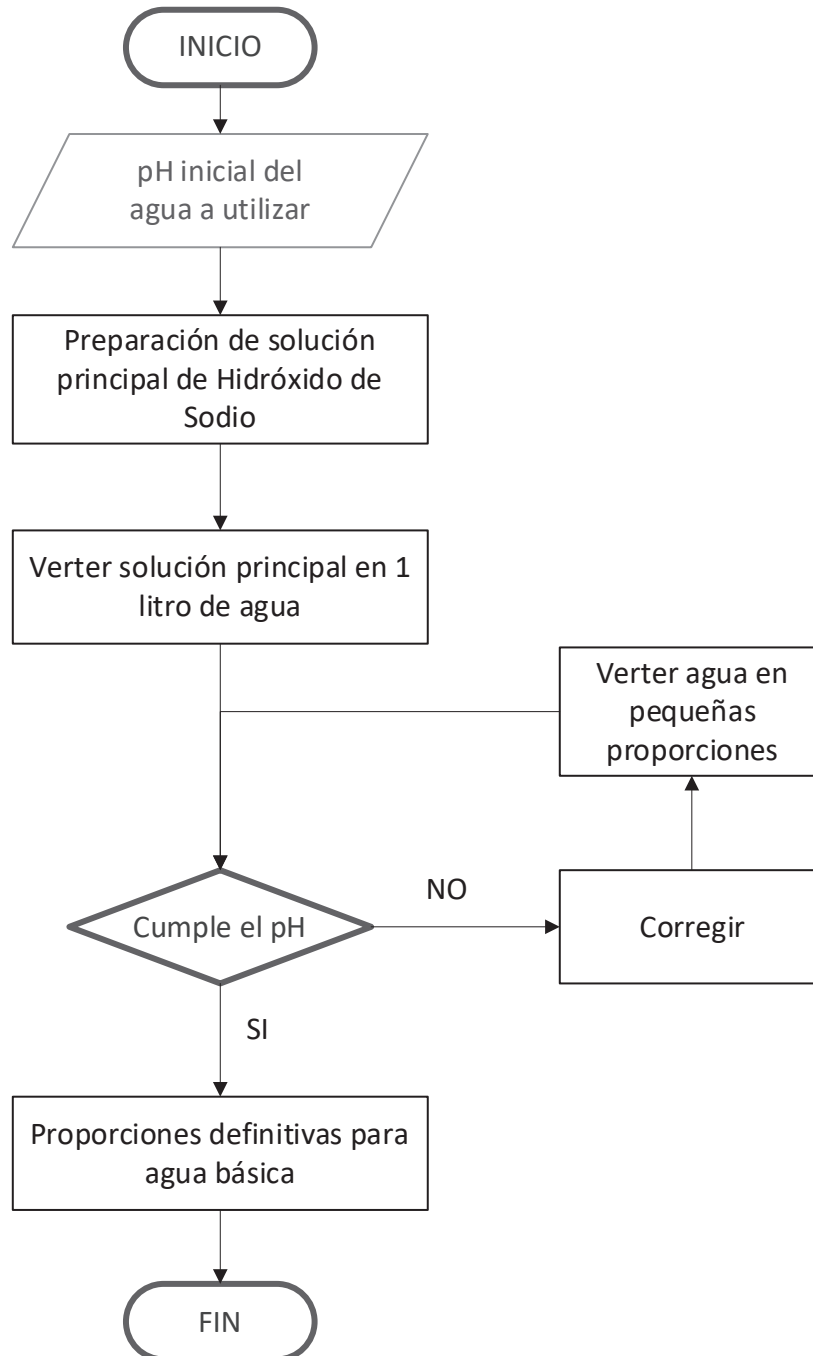 INICIO
pH inicial del
agua a utilizar
Preparación de solución
principal de Hidróxido de
Sodio
Verter solución principal en 1
litro de agua
Verter agua en
pequeñas
proporciones
Cumple el pH
NO
Corregir
SI
Proporciones definitivas para
agua básica
FIN